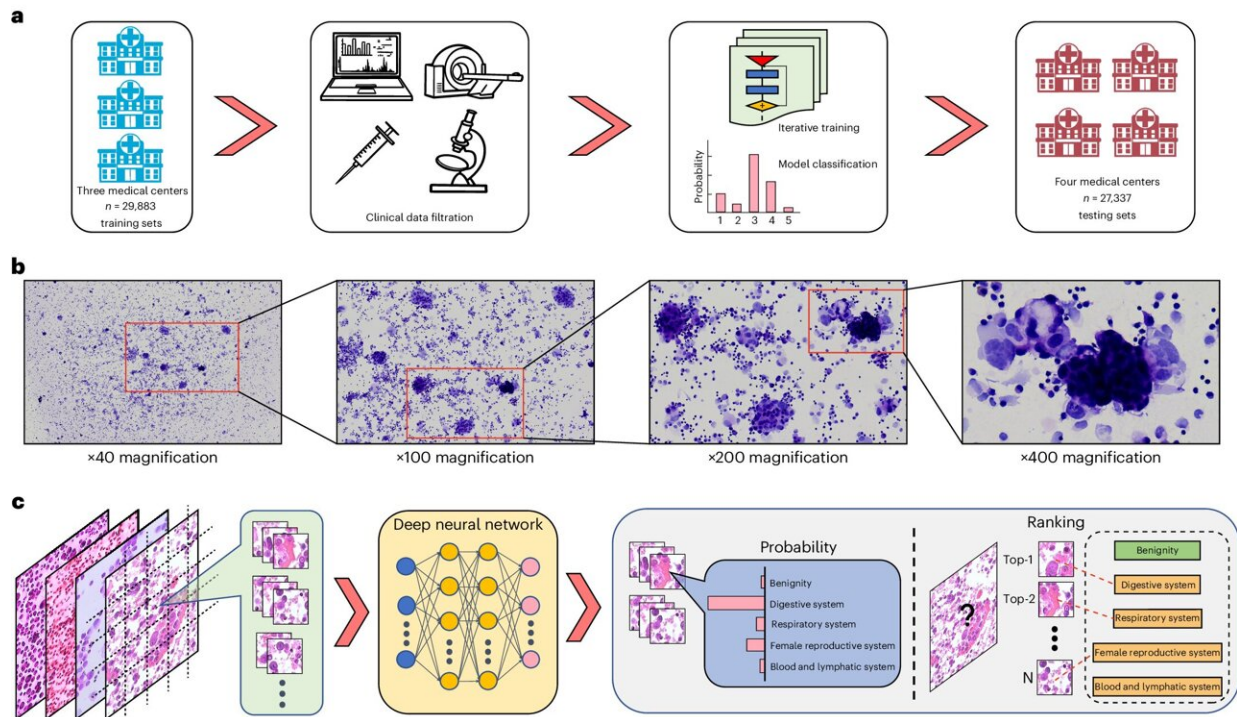 a
Three medical centers
n = 29,883
training sets
Clinical data filtration
Iterative training
Model classification
Probability
1 2 3 4 5
Four medical centers
n = 27,337
testing sets
b
×40 magnification
×100 magnification
×200 magnification
×400 magnification
c
Deep neural network
Probability
Benignity
Digestive system
Respiratory system
Female reproductive system
Blood and lymphatic system
Ranking
?
Top-1
Top-2
N
Benignity
Digestive system
Respiratory system
Female reproductive system
Blood and lymphatic system